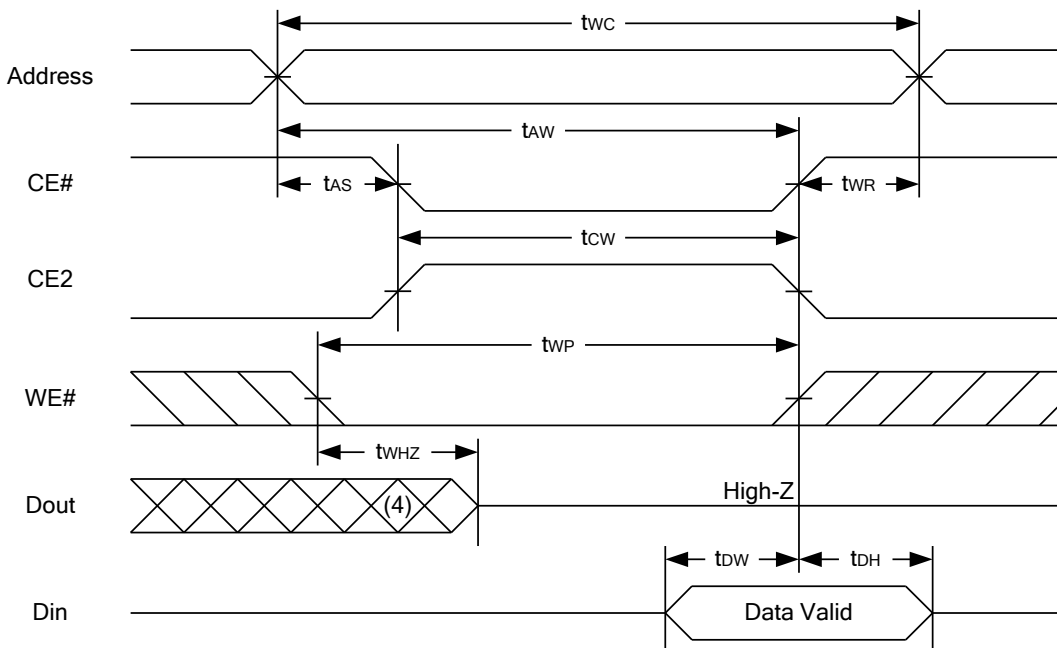 tWC
Address
tAW
CE#
tAS
tWR
tCW
CE2
tWP
WE#
tWHZ
Dout
(4)
High-Z
tDW
tDH
Din
Data Valid